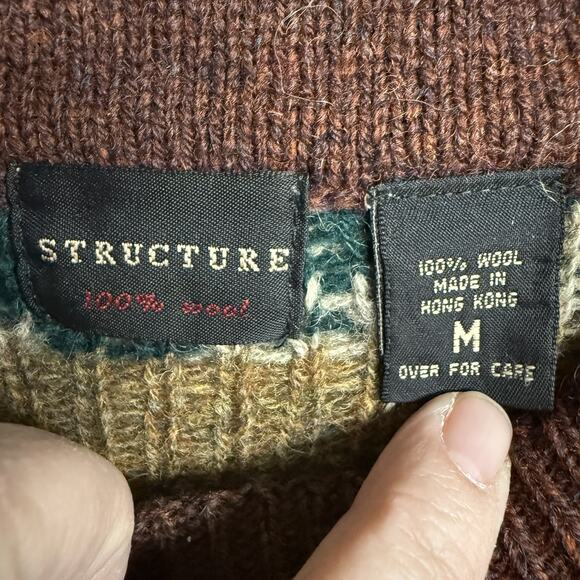 STRUCTURE
100% wool
100% WOOL
MADE IN
HONG KONG
M
OVER FOR CARE